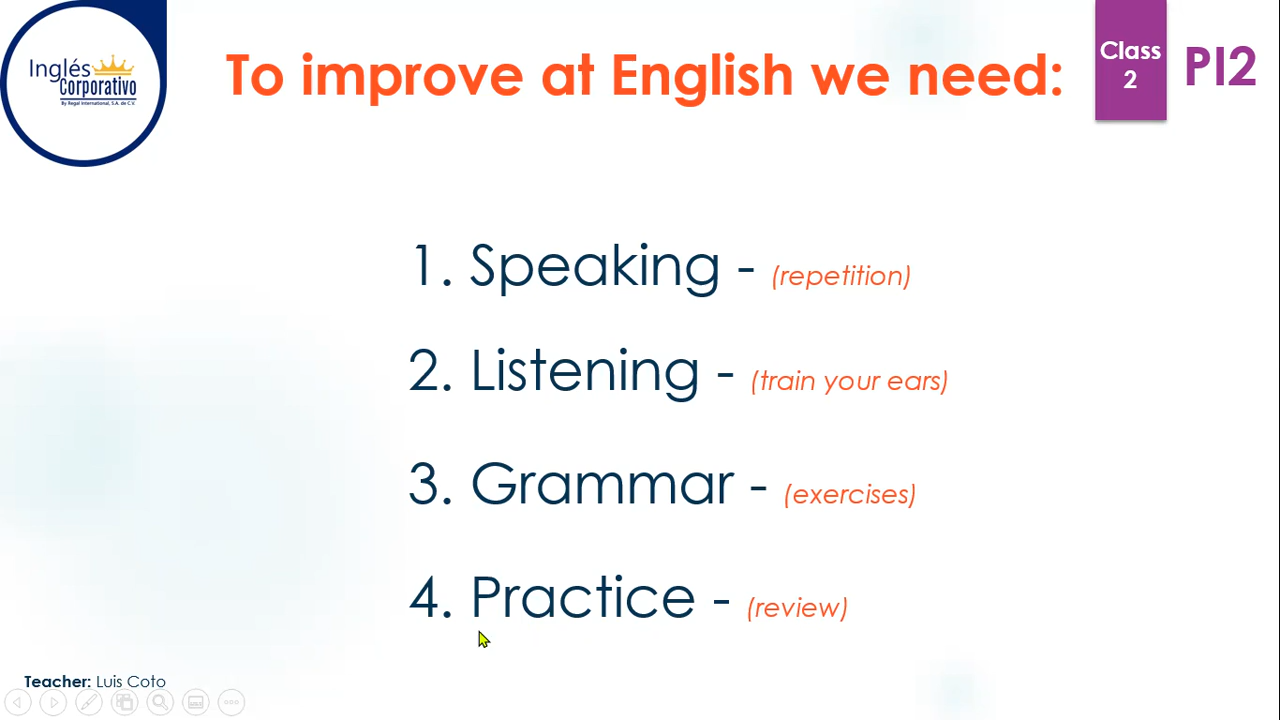 Inglés
Corporativo
By Regal International, S.A. de C.V.
To improve at English we need:
Class
2
PI2
1. Speaking - (repetition)
2. Listening - (train your ears)
3. Grammar - (exercises)
4. Practice - (review)
Teacher: Luis Coto